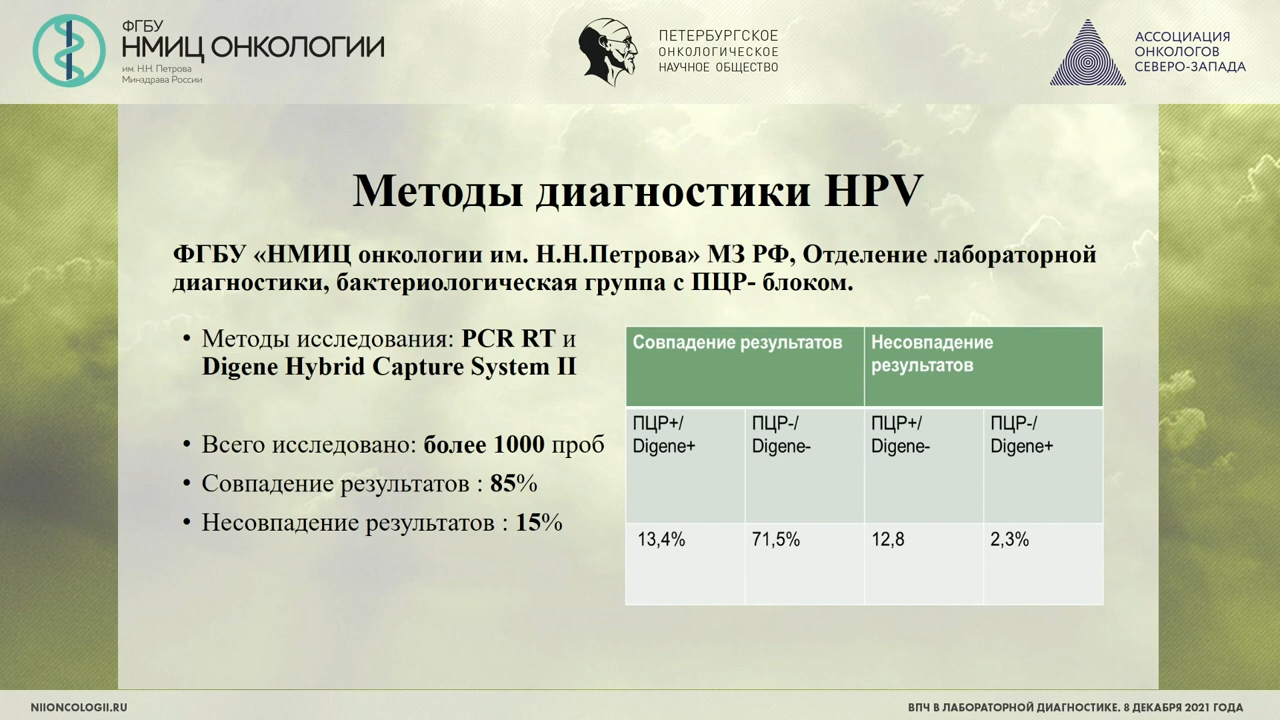 ФГБУ
НМИЦ ОНКОЛОГИИ
им. Н.Н. Петрова
Минздрава России
ПЕТЕРБУРГСКОЕ
ОНКОЛОГИЧЕСКОЕ
НАУЧНОЕ ОБЩЕСТВО
АССОЦИАЦИЯ
ОНКОЛОГОВ
СЕВЕРО-ЗАПАДА
Методы диагностики HPV
ФГБУ «НМИЦ онкологии им. Н.Н.Петрова» МЗ РФ, Отделение лабораторной
диагностики, бактериологическая группа с ПЦР- блоком.
• Методы исследования: PCR RT и
Digene Hybrid Capture System II
• Всего исследовано: более 1000 проб
• Совпадение результатов : 85%
• Несовпадение результатов : 15%
Совпадение результатов
Несовпадение
результатов
ПЦР+/
Digene+
ПЦР-/
Digene-
ПЦР+/
Digene-
ПЦР-/
Digene+
13,4%
71,5%
12,8
2,3%
NIIONCOLOGII.RU
ВПЧ В ЛАБОРАТОРНОЙ ДИАГНОСТИКЕ. 8 ДЕКАБРЯ 2021 ГОДА